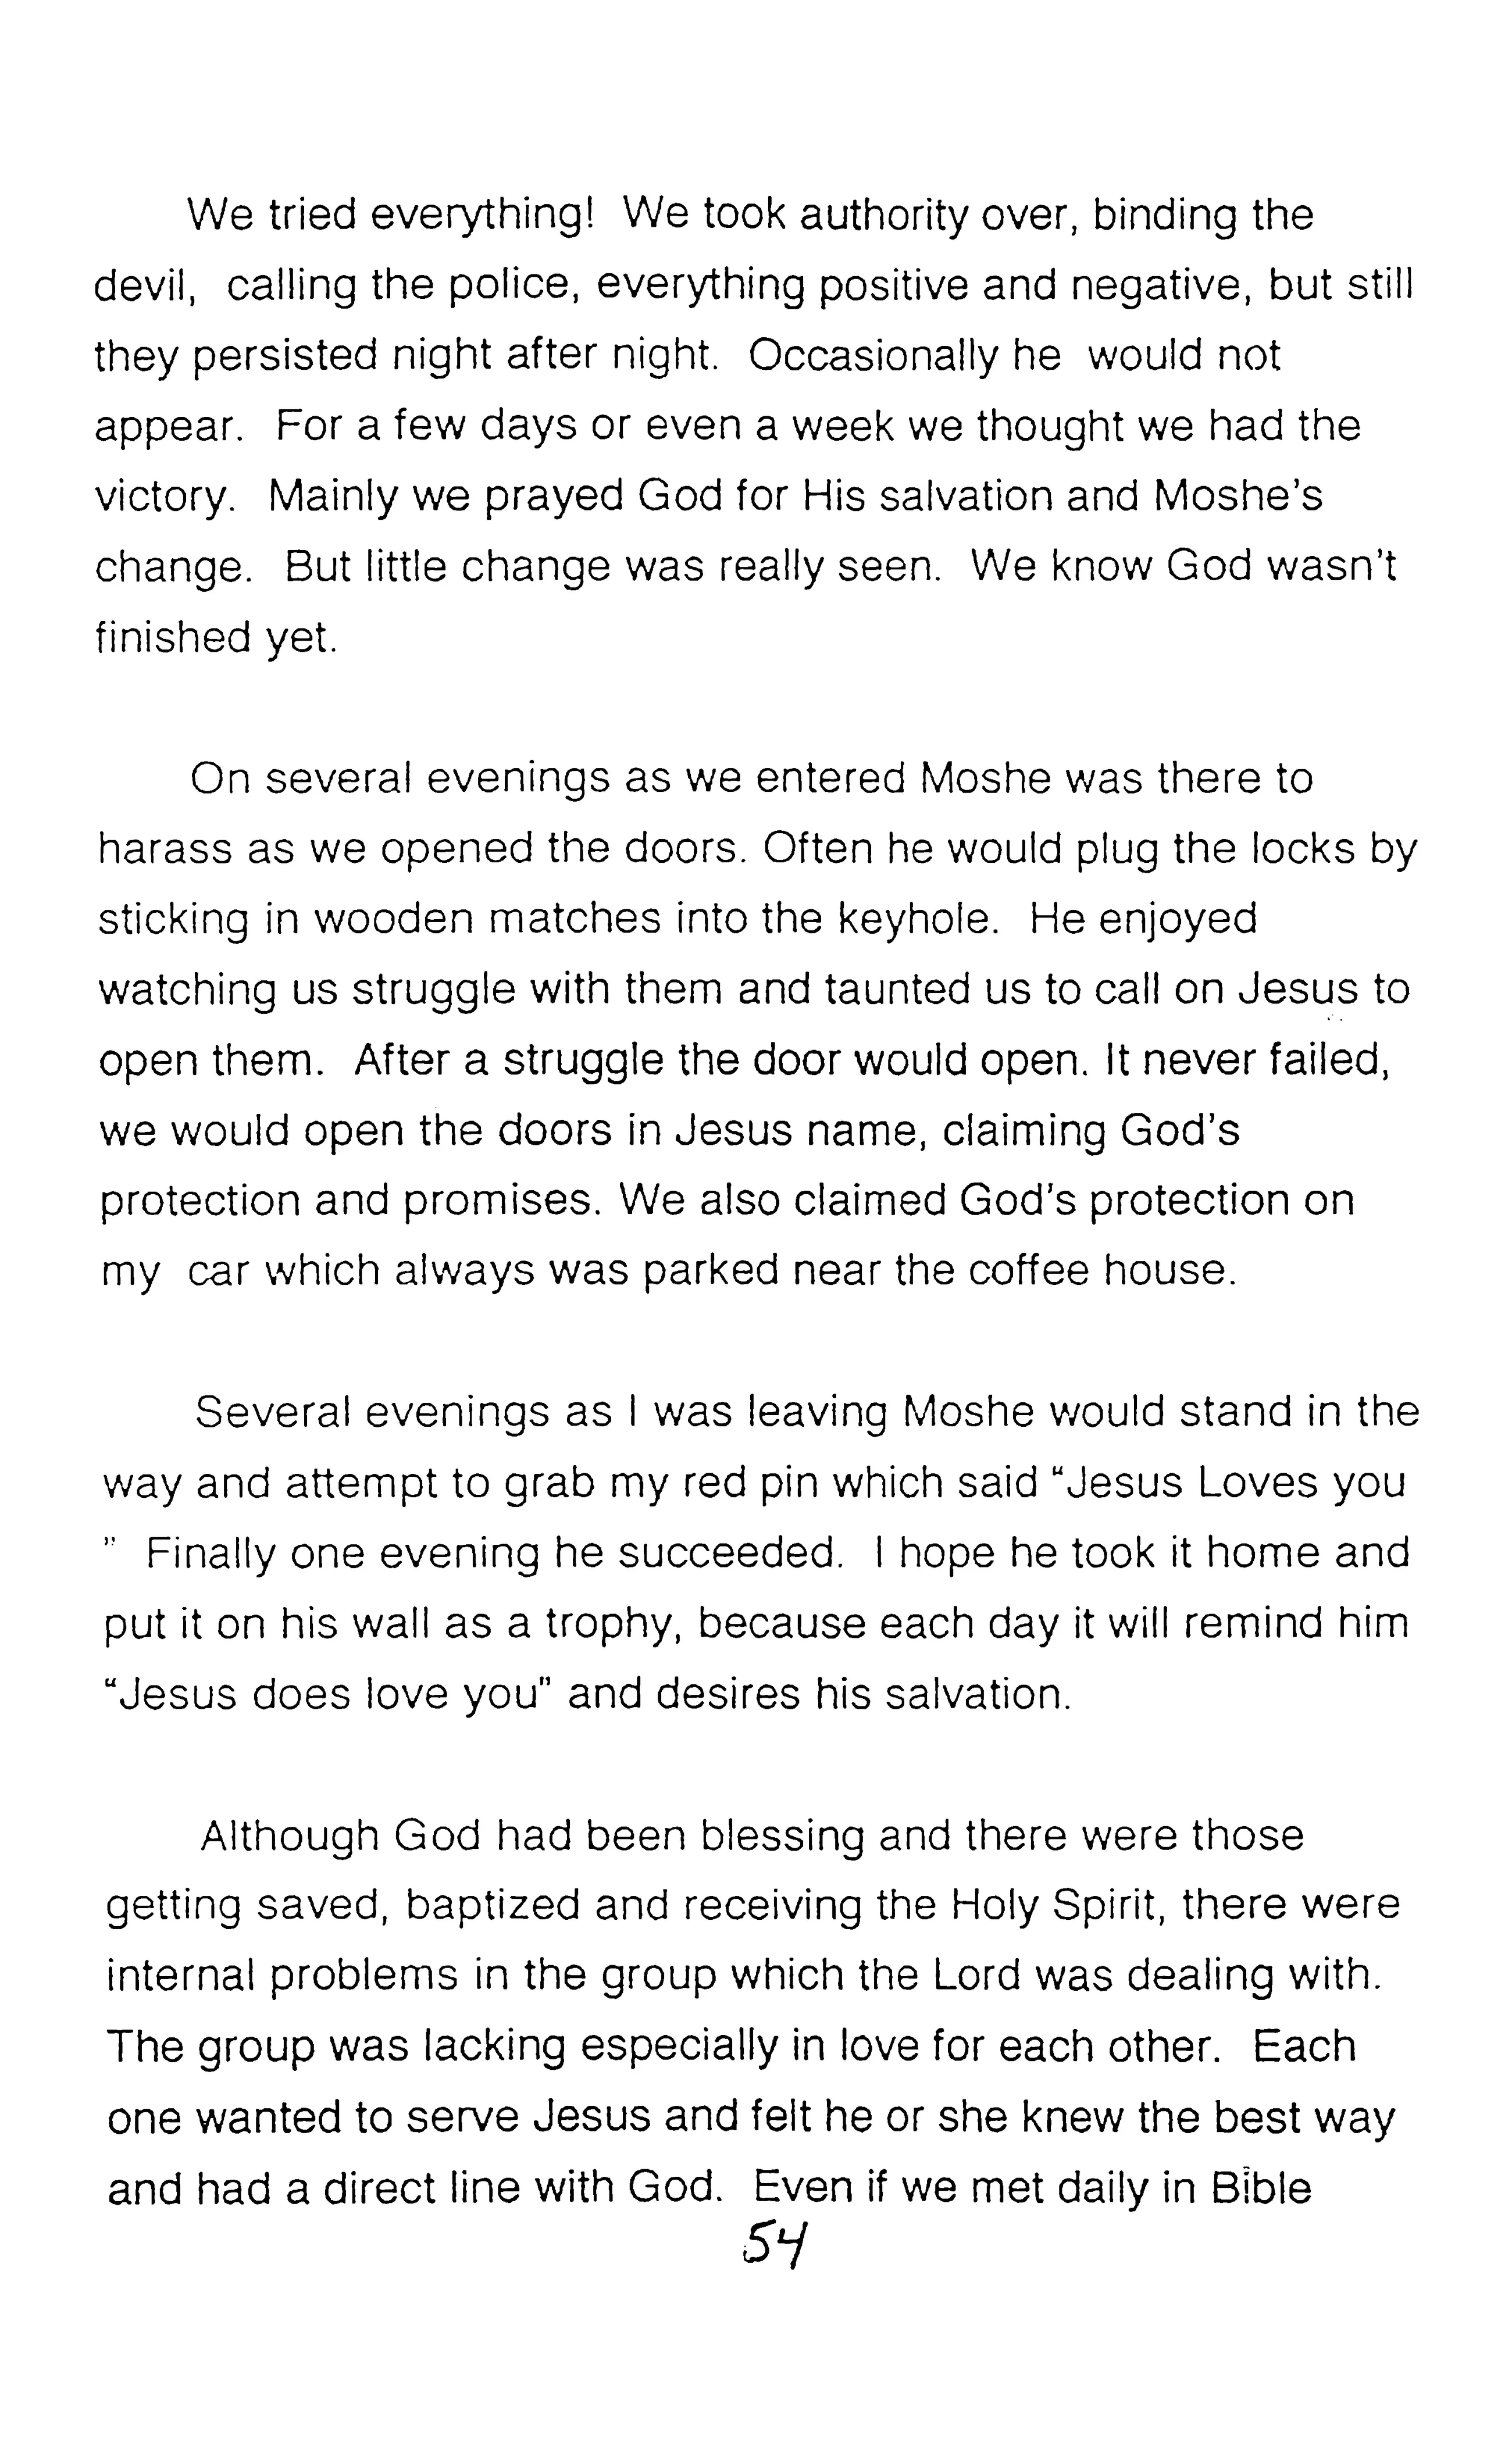 We tried everything! We took authority over, binding the
devil, calling the police, everything positive and negative, but still
they persisted night after night. Occasionally he would not
appear. For a few days or even a week we thought we had the
victory. Mainly we prayed God for His salvation and Moshe's
change. But little change was really seen. We know God wasn't
finished yet.
On several evenings as we entered Moshe was there to
harass as we opened the doors. Often he would plug the locks by
sticking in wooden matches into the keyhole. He enjoyed
watching us struggle with them and taunted us to call on Jesus to
open them. After a struggle the door would open. It never failed,
we would open the doors in Jesus name, claiming God's
protection and promises. We also claimed God's protection on
my car which always was parked near the coffee house.
Several evenings as I was leaving Moshe would stand in the
way and attempt to grab my red pin which said “Jesus Loves you
” Finally one evening he succeeded. I hope he took it home and
put it on his wall as a trophy, because each day it will remind him
“Jesus does love you” and desires his salvation.
Although God had been blessing and there were those
getting saved, baptized and receiving the Holy Spirit, there were
internal problems in the group which the Lord was dealing with.
The group was lacking especially in love for each other. Each
one wanted to serve Jesus and felt he or she knew the best way
and had a direct line with God. Even if we met daily in Bible
54